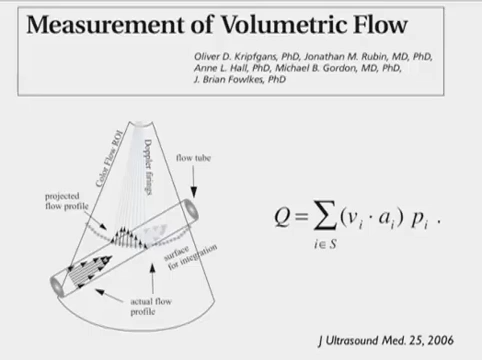 Measurement of Volumetric Flow
Oliver D. Kripfgans, PhD, Jonathan M. Rubin, MD, PhD,
Anne L. Hall, PhD, Michael B. Gordon, MD, PhD,
J. Brian Fowlkes, PhD
Color Flow ROI
Doppler firings
flow tube
projected
flow profile
surface
for integration
actual flow
profile
Q = ∑ (vᵢ · aᵢ) pᵢ .
i∈S
J Ultrasound Med. 25, 2006